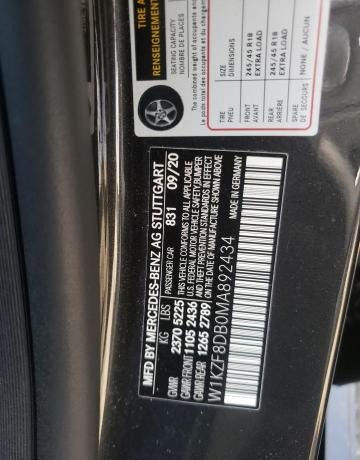 TIRE A
RENSEIGNEMENT
SEATING CAPACITY
NOMBRE DE PLACES
The combined weight of occupants
Le poids total des occupants et du chargement
TIRE
PNEU
SIZE
DIMENSIONS
FRONT
AVANT
245/45 R18
EXTRA LOAD
REAR
ARRIÈRE
245/45 R18
EXTRA LOAD
SPARE
DE SECOURS
NONE / AUCUN
MFD BY MERCEDES-BENZ AG STUTTGART
PASSENGER CAR 831 09/20
KG LBS
GVWR 2370 5225
GAWR FRONT 1105 2436
GAWR REAR 1265 2789
THIS VEHICLE CONFORMS TO ALL APPLICABLE
U.S. FEDERAL MOTOR VEHICLE SAFETY, BUMPER
AND THEFT PREVENTION STANDARDS IN EFFECT
ON THE DATE OF MANUFACTURE SHOWN ABOVE
W1KZF8DB0MA892434
MADE IN GERMANY